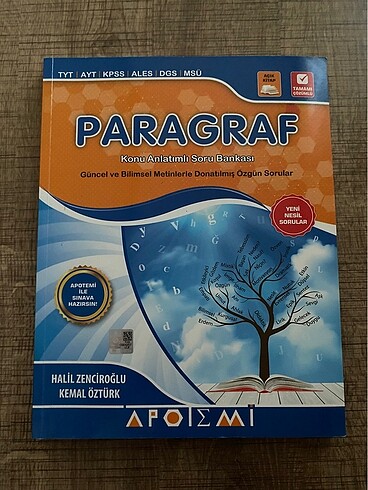 TYT | AYT | KPSS | ALES | DGS | MSÜ
AÇIK
KİTAP
TAMAMI
ÇÖZÜMLÜ
PARAGRAF
Konu Anlatımlı Soru Bankası
Güncel ve Bilimsel Metinlerle Donatılmış Özgün Sorular
YENİ
NESİL
SORULAR
APOTEMİ
İLE
SINAVA
HAZIRSIN!
HALİL ZENCİROĞLU
KEMAL ÖZTÜRK
APOTEMİ